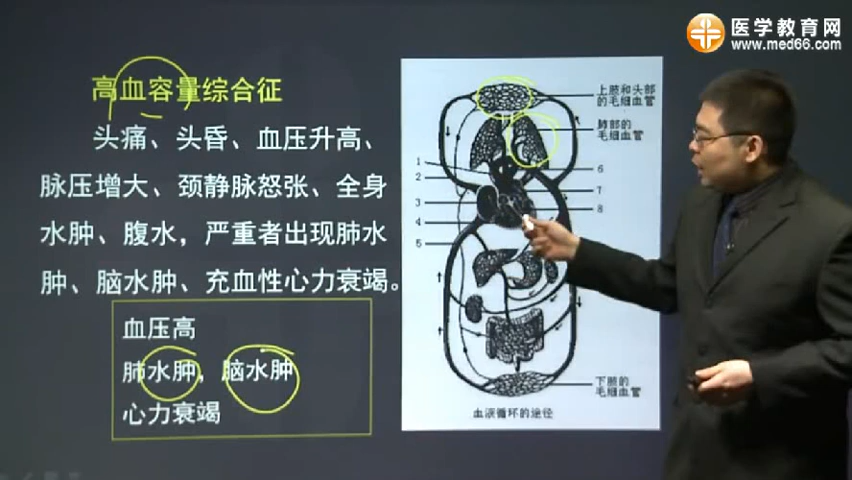 医学教育网
www.med66.com
高血容量综合征
头痛、头昏、血压升高、
脉压增大、颈静脉怒张、全身
水肿、腹水，严重者出现肺水
肿、脑水肿、充血性心力衰竭。
血压高
肺水肿，脑水肿
心力衰竭
上肢和头部
的毛细血管
肺部的
毛细血管
1
2
3
4
5
6
7
8
下肢的
毛细血管
血液循环的途径